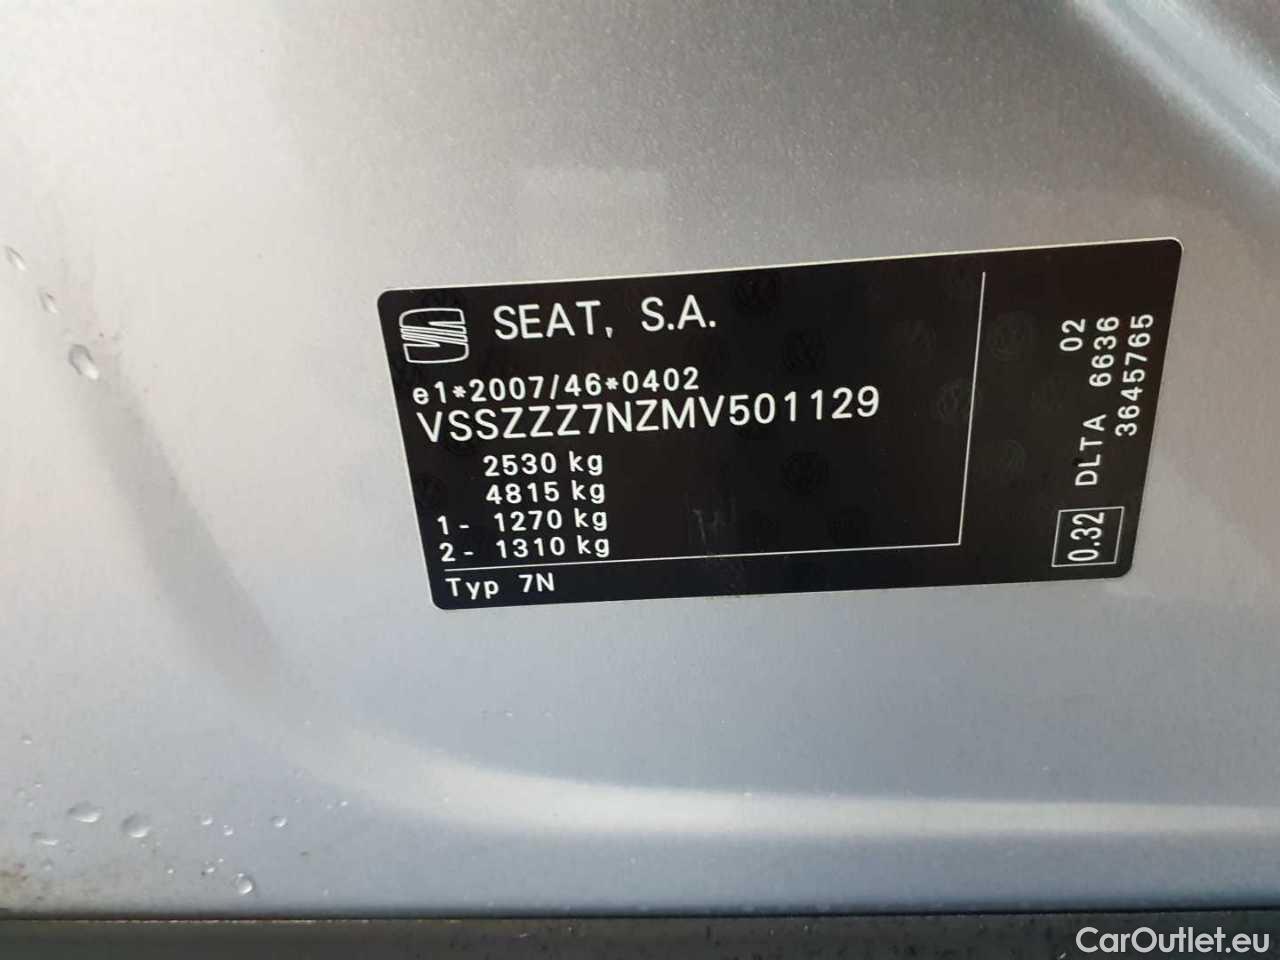 SEAT, S.A.
e1*2007/46*0402
VSSZZZ7NZMV501129
2530 kg
4815 kg
1 - 1270 kg
2 - 1310 kg
Typ 7N
02
DLTA 6636
3645765
0.32
CarOutlet.eu